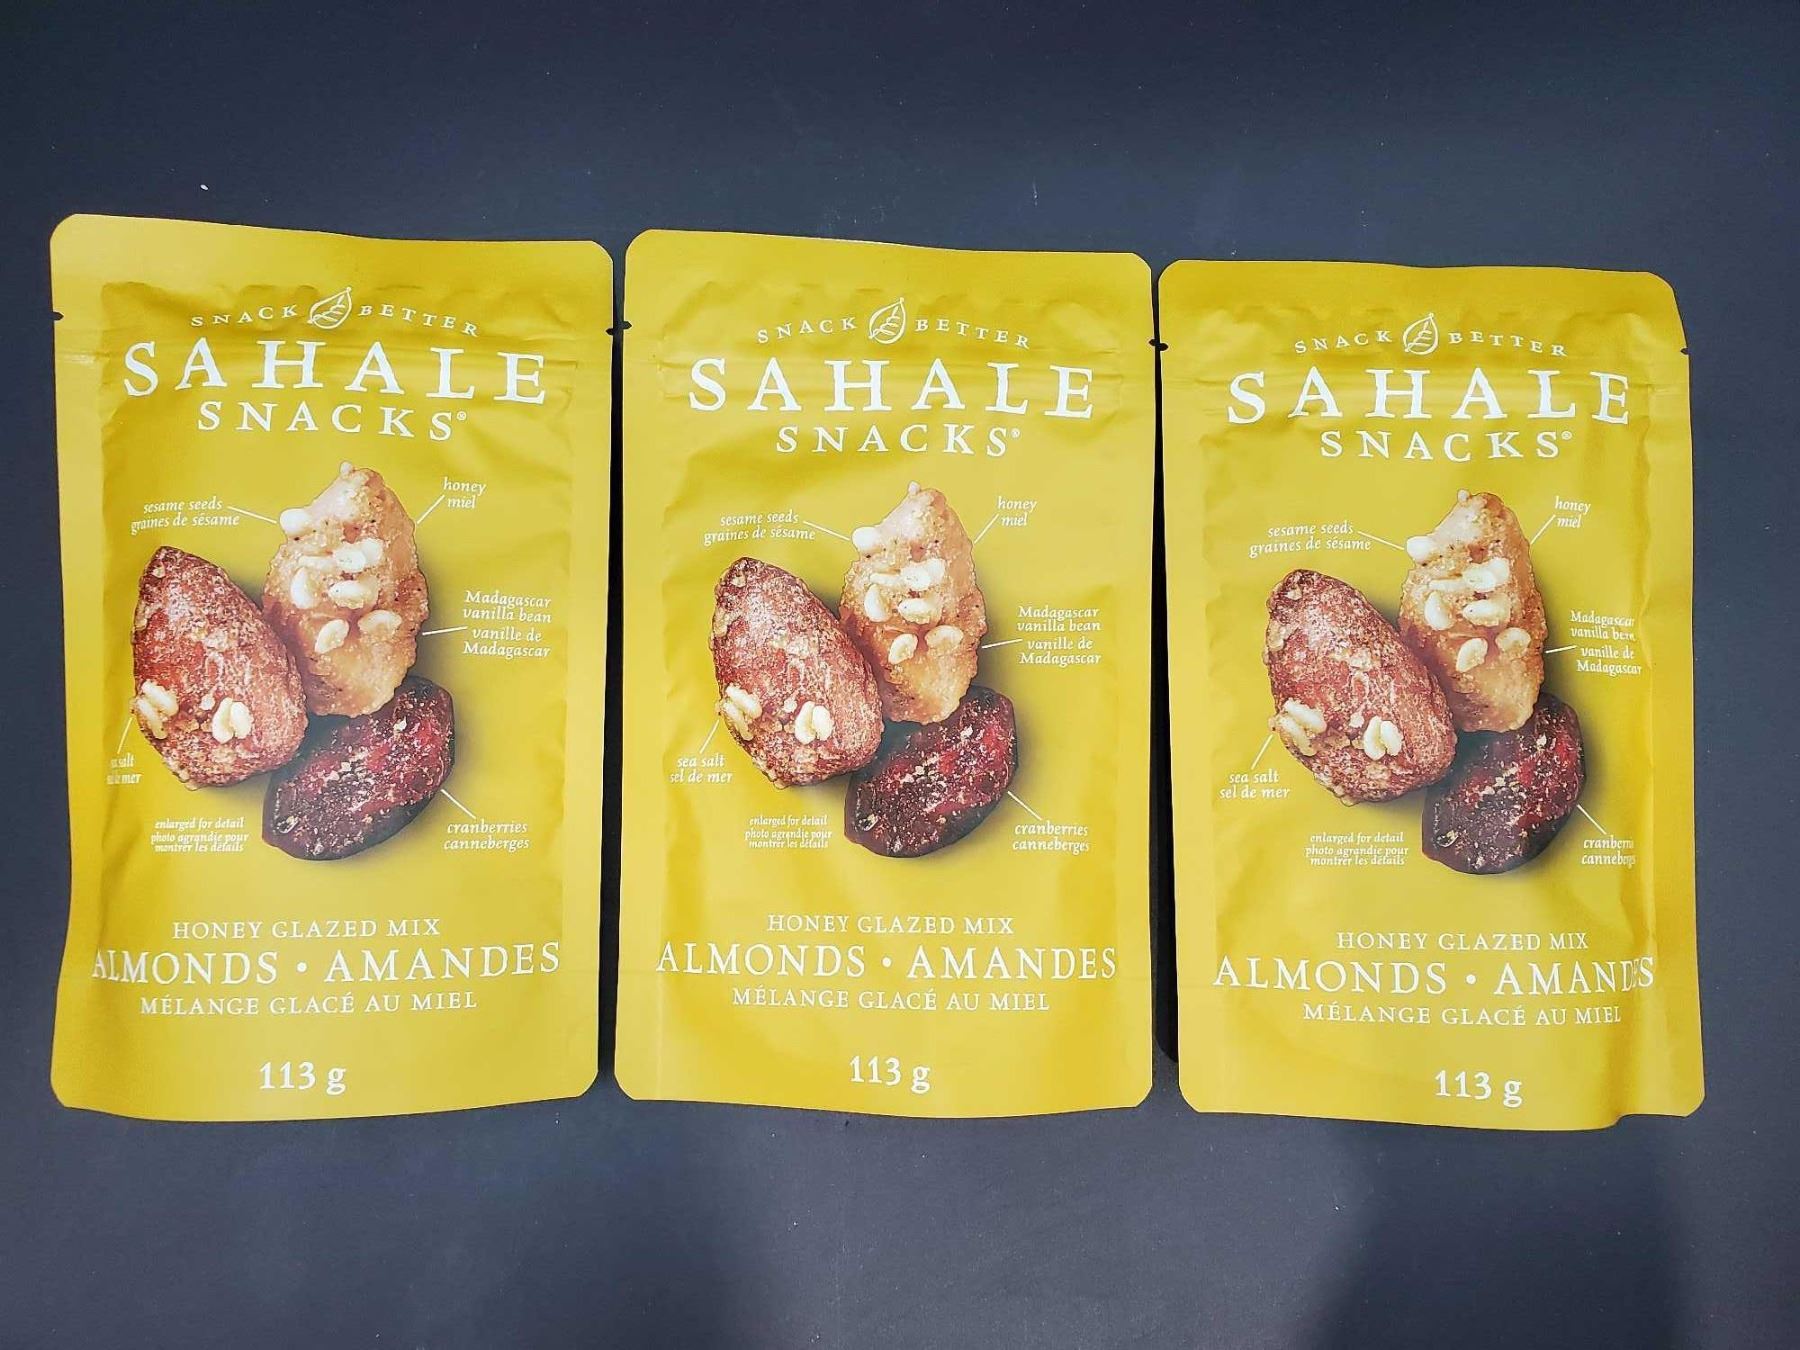 SNACK BETTER
SAHALE
SNACKS®
honey
miel
sesame seeds
graines de sésame
Madagascar
vanilla bean
vanille de
Madagascar
sea salt
sel de mer
enlarged for detail
photo agrandie pour
montrer les détails
cranberries
canneberges
HONEY GLAZED MIX
ALMONDS • AMANDES
MÉLANGE GLACÉ AU MIEL
113 g
SNACK BETTER
SAHALE
SNACKS®
honey
miel
sesame seeds
graines de sésame
Madagascar
vanilla bean
vanille de
Madagascar
sea salt
sel de mer
enlarged for detail
photo agrandie pour
montrer les détails
cranberries
canneberges
HONEY GLAZED MIX
ALMONDS • AMANDES
MÉLANGE GLACÉ AU MIEL
113 g
SNACK BETTER
SAHALE
SNACKS®
honey
miel
sesame seeds
graines de sésame
Madagascar
vanilla bean
vanille de
Madagascar
sea salt
sel de mer
enlarged for detail
photo agrandie pour
montrer les détails
cranberries
canneberges
HONEY GLAZED MIX
ALMONDS • AMANDES
MÉLANGE GLACÉ AU MIEL
113 g